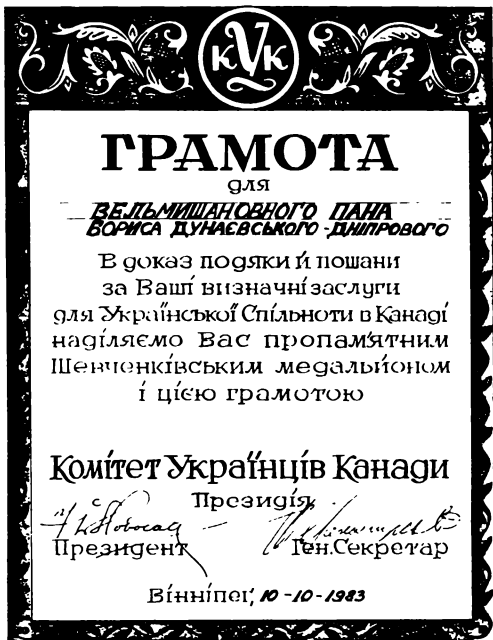 КУК
ГРАМОТА
для
ВЕЛЬМИШАНОВНОГО ПАНА
БОРИСА ДУНАЄВСЬКОГО-ДНІПРОВОГО
В доказ подяки й пошани
за Ваші визначні заслуги
для Української Спільноти в Канаді
наділяємо Вас пропам'ятним
Шевченківським медальйоном
і цією грамотою
Комітет Українців Канади
Президія
Президент Ген.Секретар
Вінніпеґ, 10-10-1983